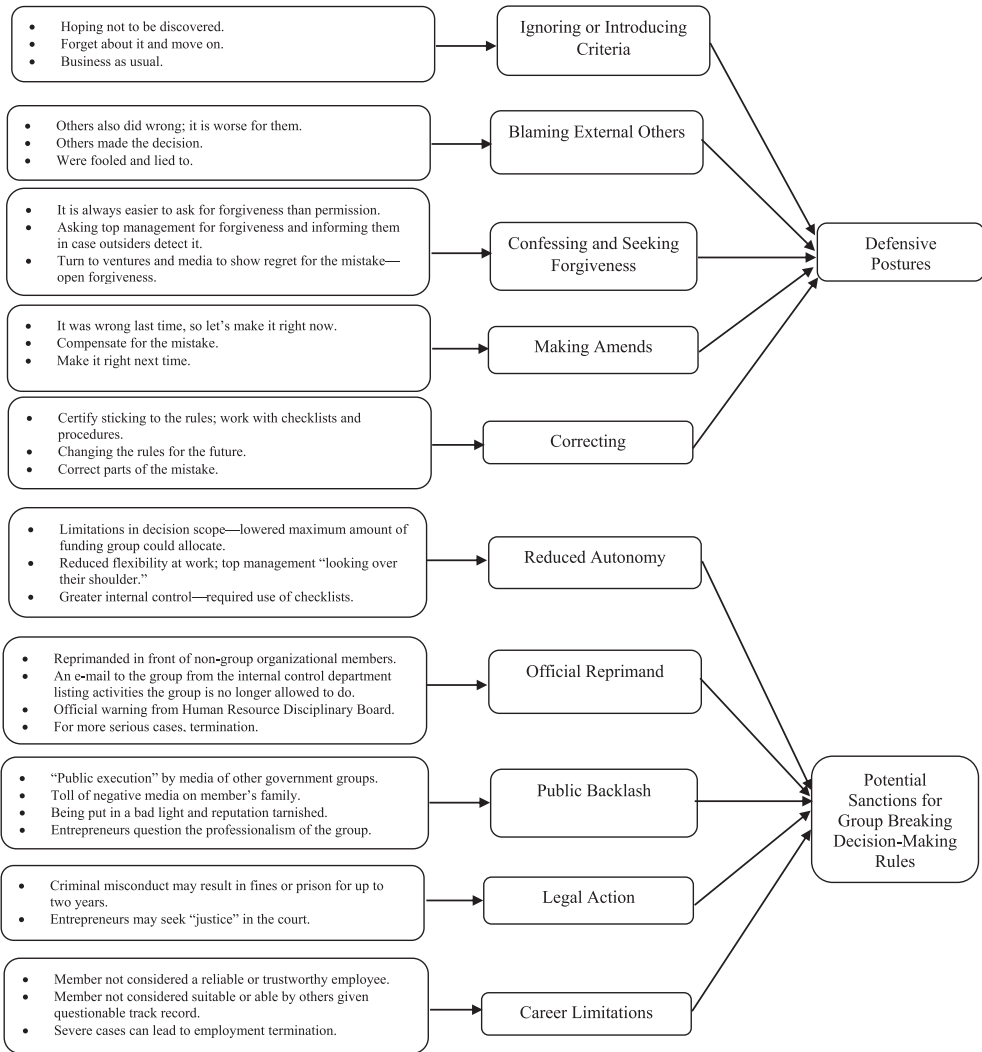 • Hoping not to be discovered.
• Forget about it and move on.
• Business as usual.
Ignoring or Introducing
Criteria
• Others also did wrong; it is worse for them.
• Others made the decision.
• Were fooled and lied to.
Blaming External Others
• It is always easier to ask for forgiveness than permission.
• Asking top management for forgiveness and informing them
in case outsiders detect it.
• Turn to ventures and media to show regret for the mistake—
open forgiveness.
Confessing and Seeking
Forgiveness
Defensive
Postures
• It was wrong last time, so let’s make it right now.
• Compensate for the mistake.
• Make it right next time.
Making Amends
• Certify sticking to the rules; work with checklists and
procedures.
• Changing the rules for the future.
• Correct parts of the mistake.
Correcting
• Limitations in decision scope—lowered maximum amount of
funding group could allocate.
• Reduced flexibility at work; top management “looking over
their shoulder.”
• Greater internal control—required use of checklists.
Reduced Autonomy
• Reprimanded in front of non-group organizational members.
• An e-mail to the group from the internal control department
listing activities the group is no longer allowed to do.
• Official warning from Human Resource Disciplinary Board.
• For more serious cases, termination.
Official Reprimand
• “Public execution” by media of other government groups.
• Toll of negative media on member’s family.
• Being put in a bad light and reputation tarnished.
• Entrepreneurs question the professionalism of the group.
Public Backlash
Potential
Sanctions for
Group Breaking
Decision-Making
Rules
• Criminal misconduct may result in fines or prison for up to
two years.
• Entrepreneurs may seek “justice” in the court.
Legal Action
• Member not considered a reliable or trustworthy employee.
• Member not considered suitable or able by others given
questionable track record.
• Severe cases can lead to employment termination.
Career Limitations